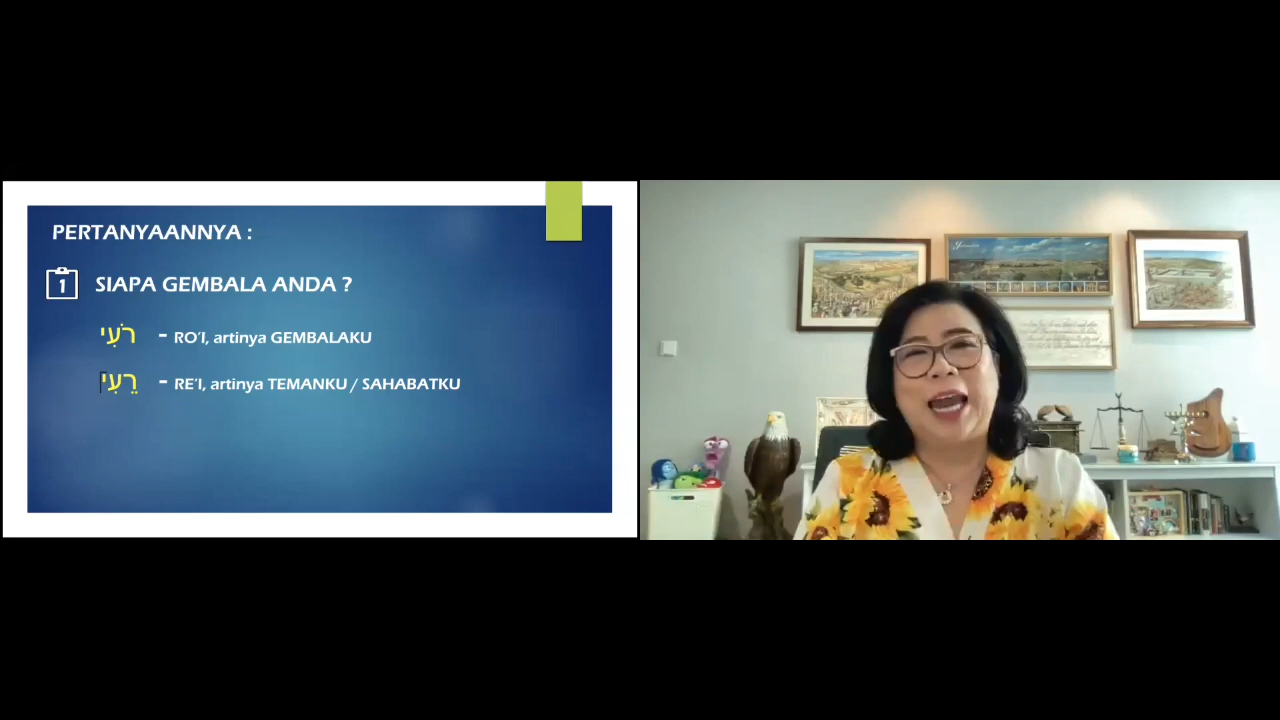 PERTANYAANNYA :
1 SIAPA GEMBALA ANDA ?
רֹעִי - RO'I, artinya GEMBALAKU
רֵעִי - RE'I, artinya TEMANKU / SAHABATKU